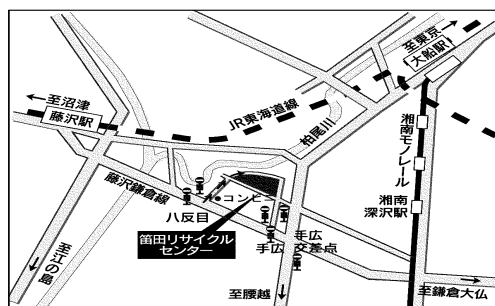 至東京
大船駅
至沼津
藤沢駅
JR東海道線
柏尾川
湘南モノレール
湘南
深沢駅
藤沢鎌倉線
コンビニ
八反目
笛田リサイクル
センター
手広
手広
交差点
至江の島
至腰越
至鎌倉大仏